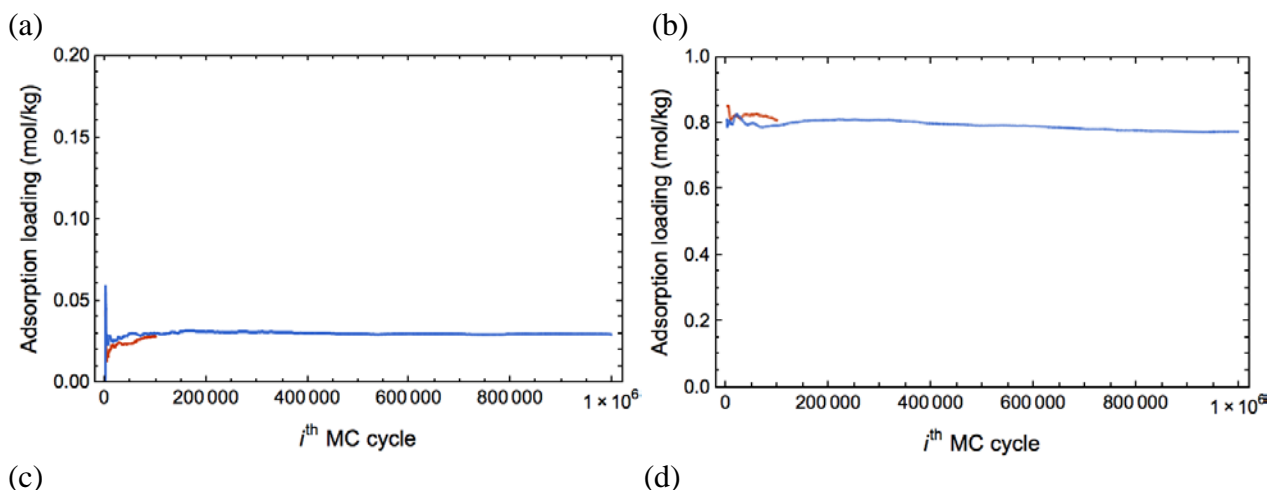 (a)
(b)
0.20
0.15
0.10
0.05
0.00
Adsorption loading (mol/kg)
0 200 000 400 000 600 000 800 000 1 × 10⁶
iᵗʰ MC cycle
1.0
0.8
0.6
0.4
0.2
0.0
Adsorption loading (mol/kg)
0 200 000 400 000 600 000 800 000 1 × 10⁶
iᵗʰ MC cycle
(c)
(d)